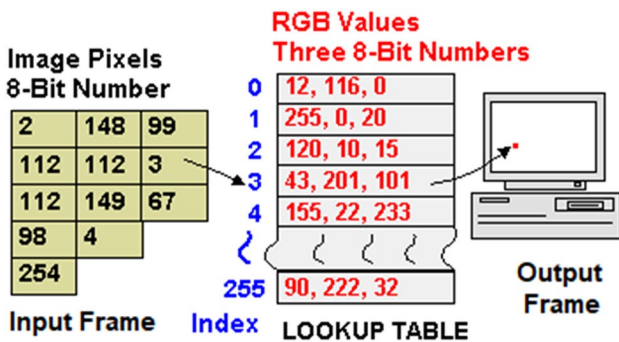 RGB Values
Three 8-Bit Numbers
Image Pixels
8-Bit Number
2 148 99
112 112 3
112 149 67
98 4
254
Input Frame
0 12, 116, 0
1 255, 0, 20
2 120, 10, 15
3 43, 201, 101
4 155, 22, 233
255 90, 222, 32
Index
LOOKUP TABLE
Output
Frame